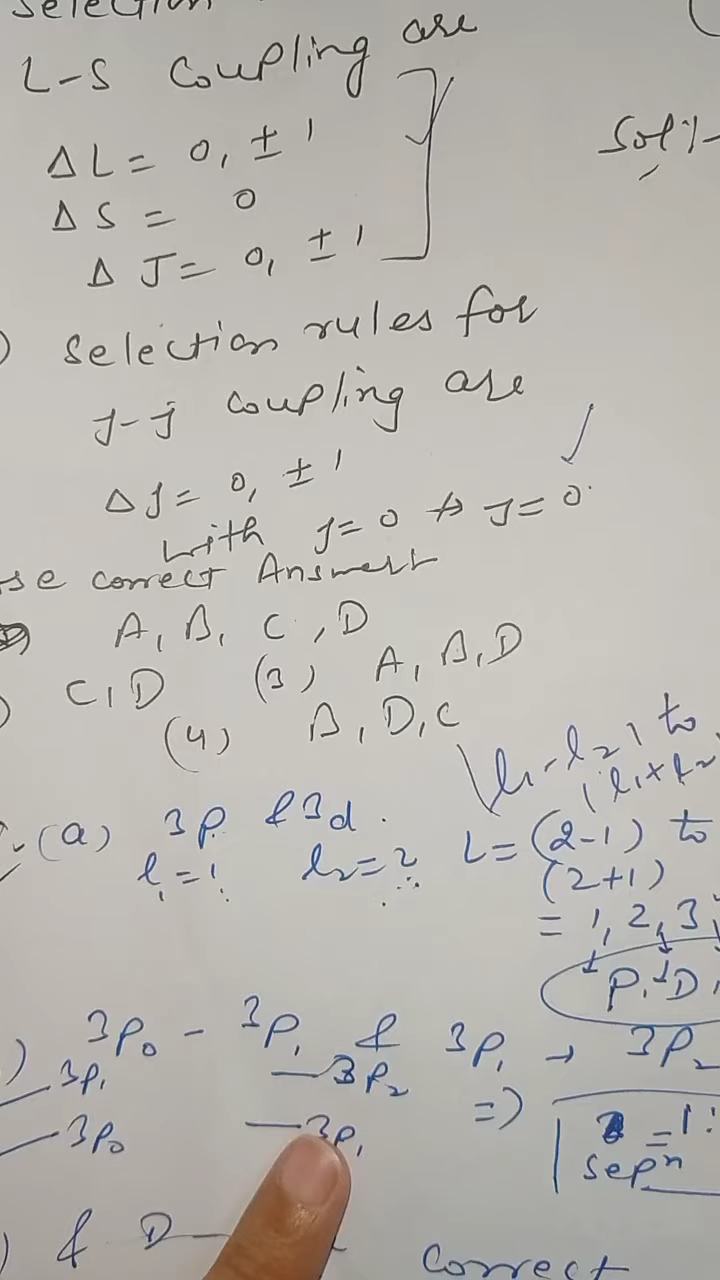 Selection
L-S coupling are
ΔL = 0, ± 1
ΔS = 0
ΔJ = 0, ± 1
Sol:-
) Selection rules for
J-j coupling are
ΔJ = 0, ± 1
with J=0 ↛ J=0
se correct Answer
A, B, C, D
) C, D (3) A, B, D
(4) B, D, C
|l₁-l₂| to
|l₁+l₂
(a) 3p & 3d.
l₁=1 l₂=2 L=(2-1) to
(2+1)
= 1, 2, 3
P, D,
) 3P₀ - 3P₁ & 3P₁ → 3P₂
3P₁ 3P₂
3P₀ 3P₁
=) = 1:
sepⁿ
) & D correct